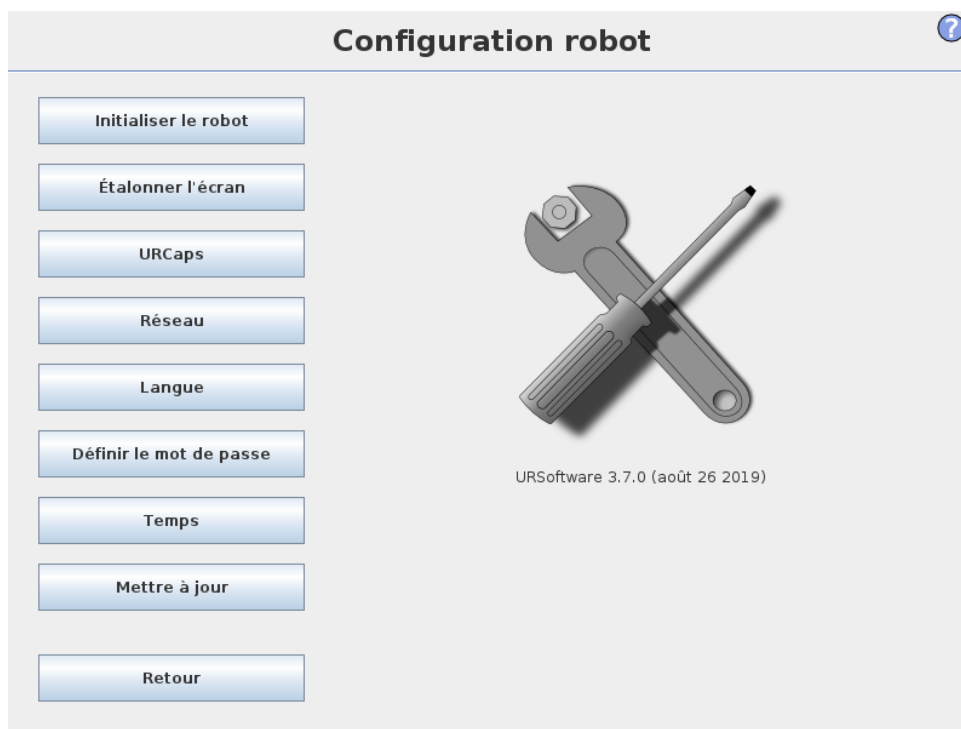 Configuration robot
?
Initialiser le robot
Étalonner l'écran
URCaps
Réseau
Langue
Définir le mot de passe
Temps
Mettre à jour
Retour
URSoftware 3.7.0 (août 26 2019)